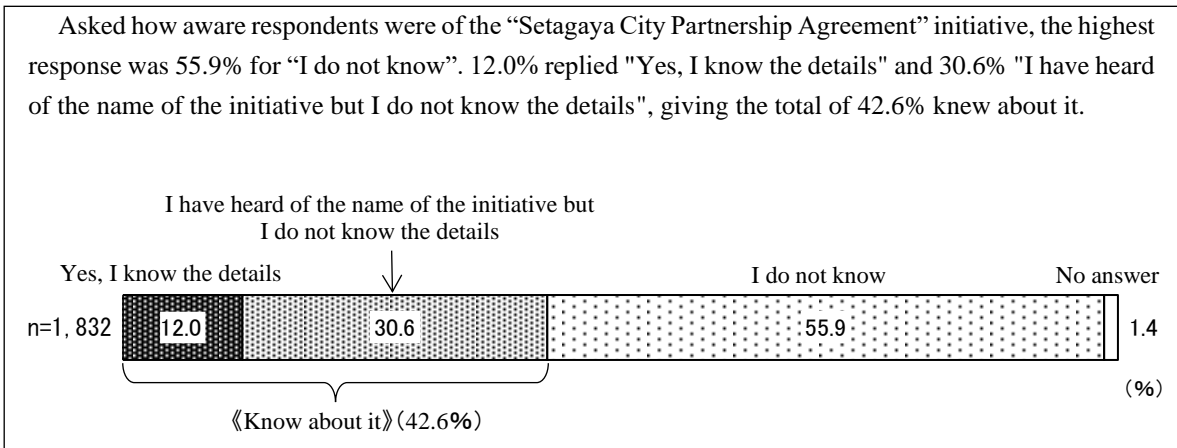 Asked how aware respondents were of the “Setagaya City Partnership Agreement” initiative, the highest
response was 55.9% for “I do not know”. 12.0% replied "Yes, I know the details" and 30.6% "I have heard
of the name of the initiative but I do not know the details", giving the total of 42.6% knew about it.
I have heard of the name of the initiative but
I do not know the details
Yes, I know the details
I do not know
No answer
n=1,832
12.0
30.6
55.9
1.4
(%)
《Know about it》(42.6%)